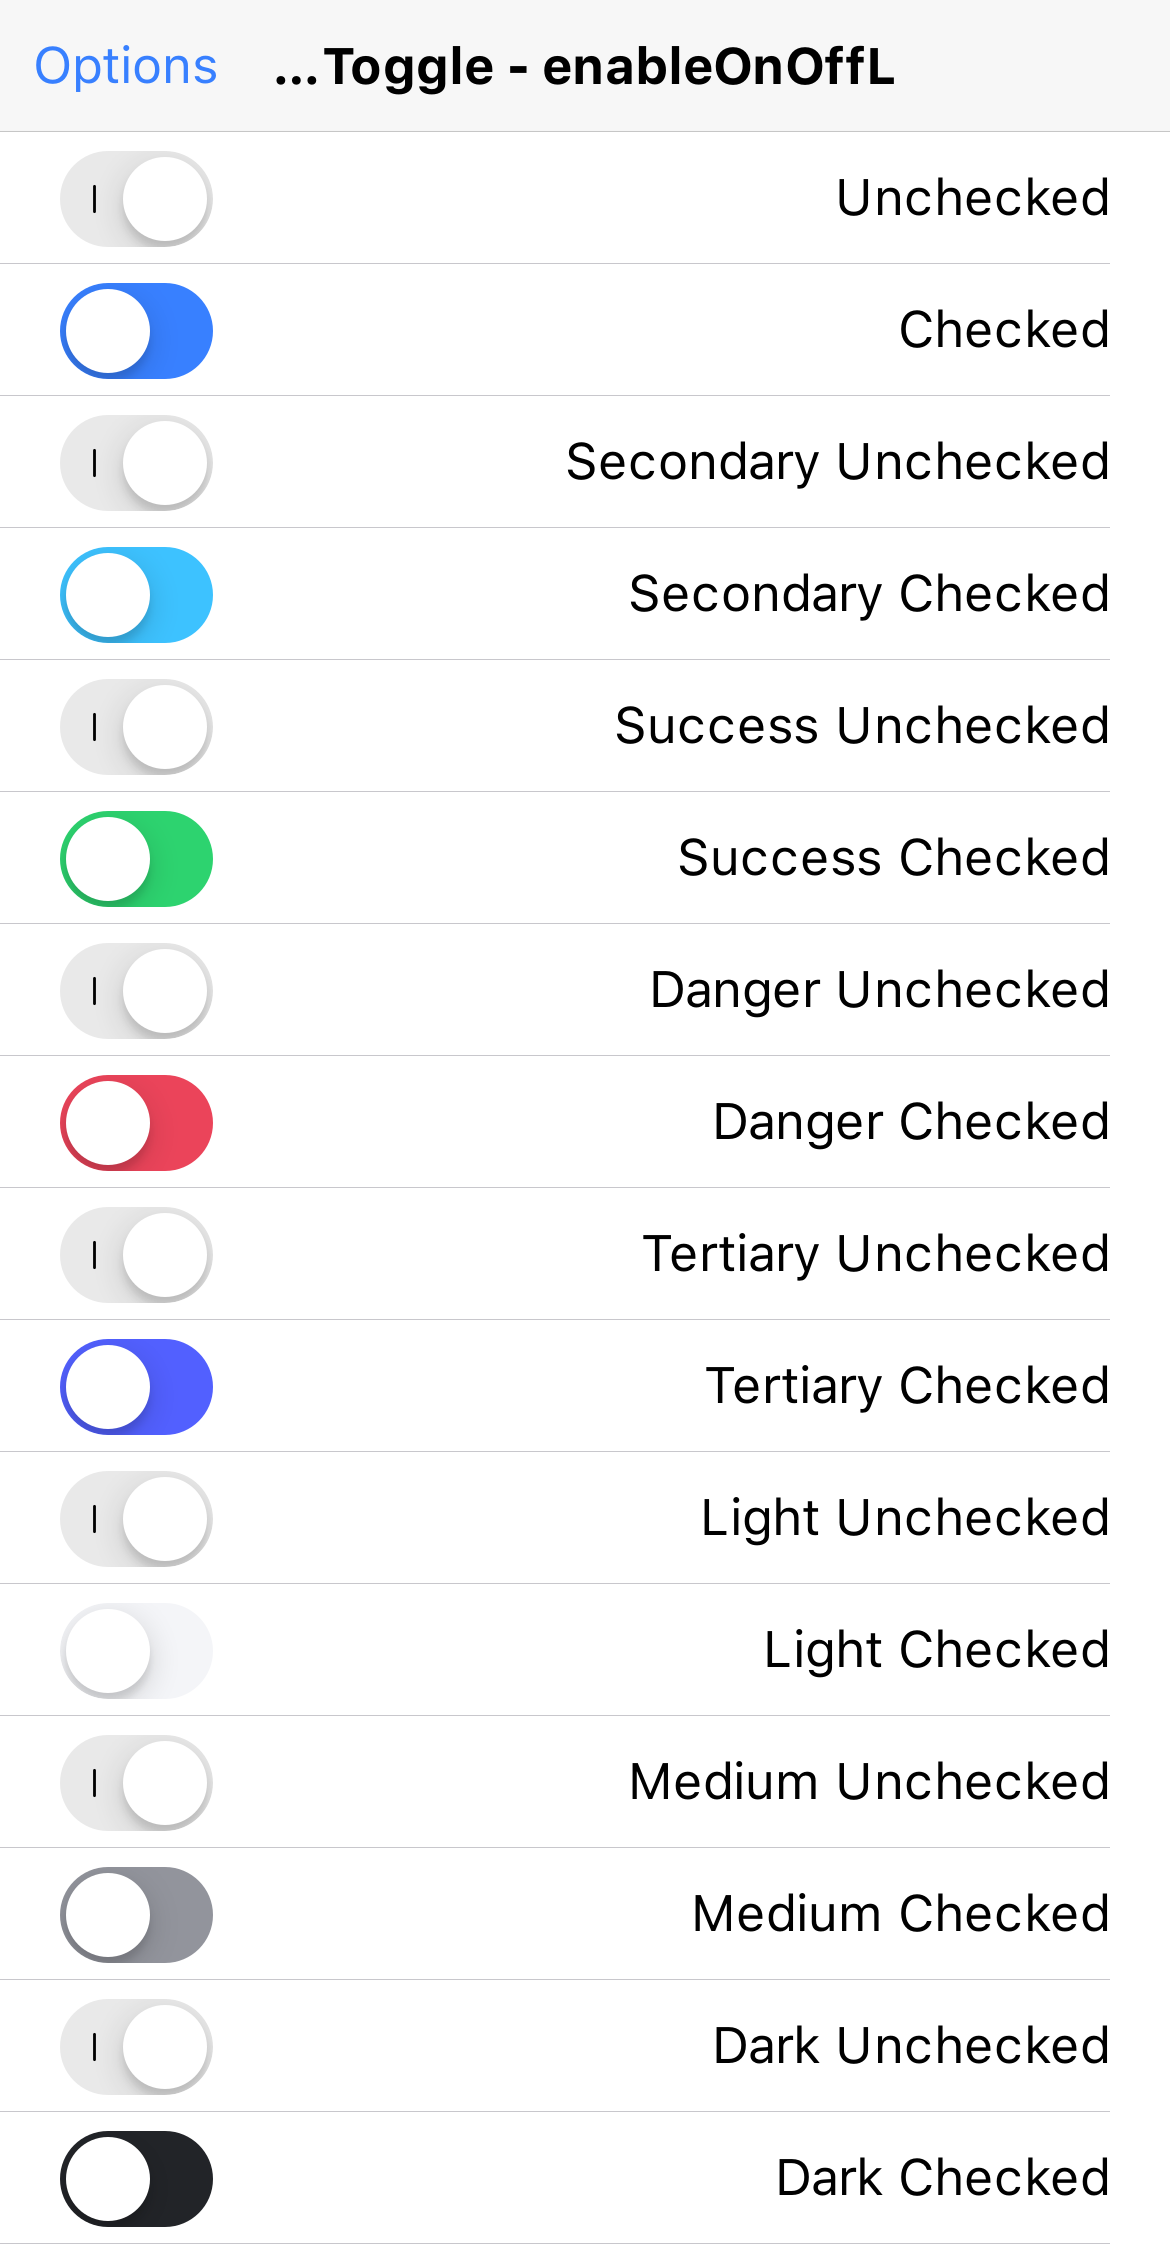 Options
...Toggle - enableOnOffL
Unchecked
Checked
Secondary Unchecked
Secondary Checked
Success Unchecked
Success Checked
Danger Unchecked
Danger Checked
Tertiary Unchecked
Tertiary Checked
Light Unchecked
Light Checked
Medium Unchecked
Medium Checked
Dark Unchecked
Dark Checked